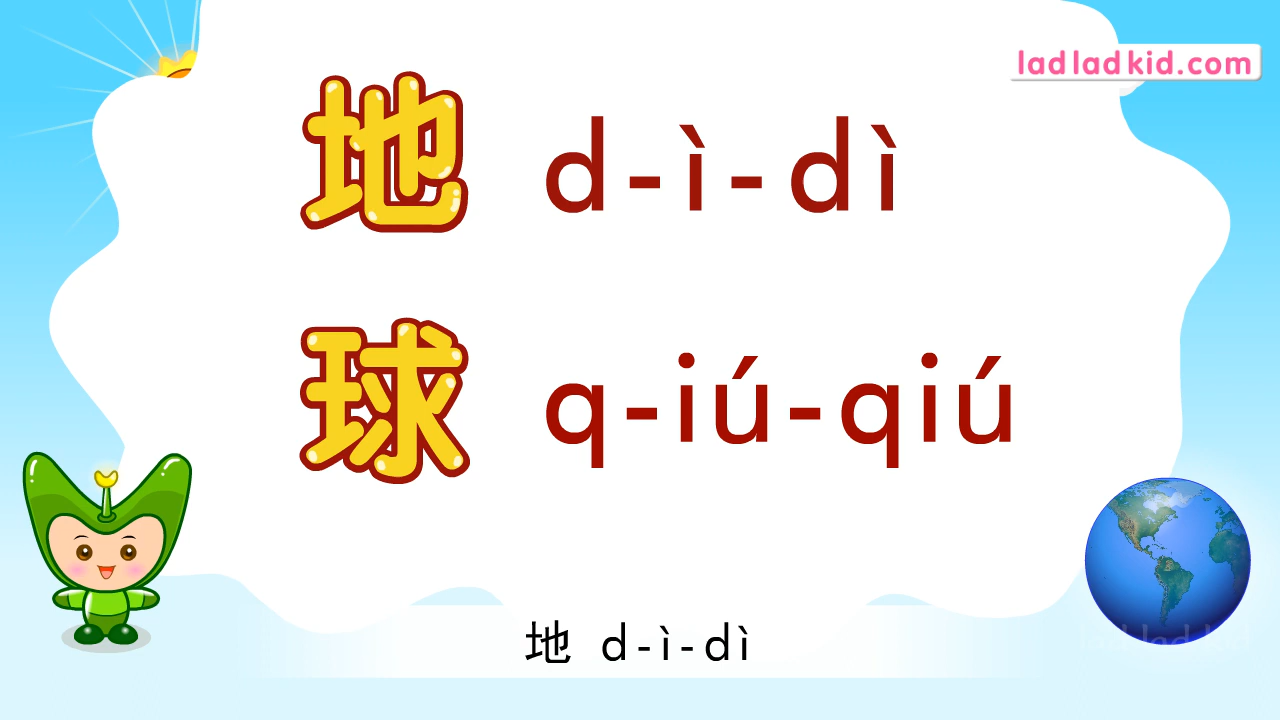 ladladkid.com
地 d-ì-dì
球 q-iú-qiú
地 d-ì-dì